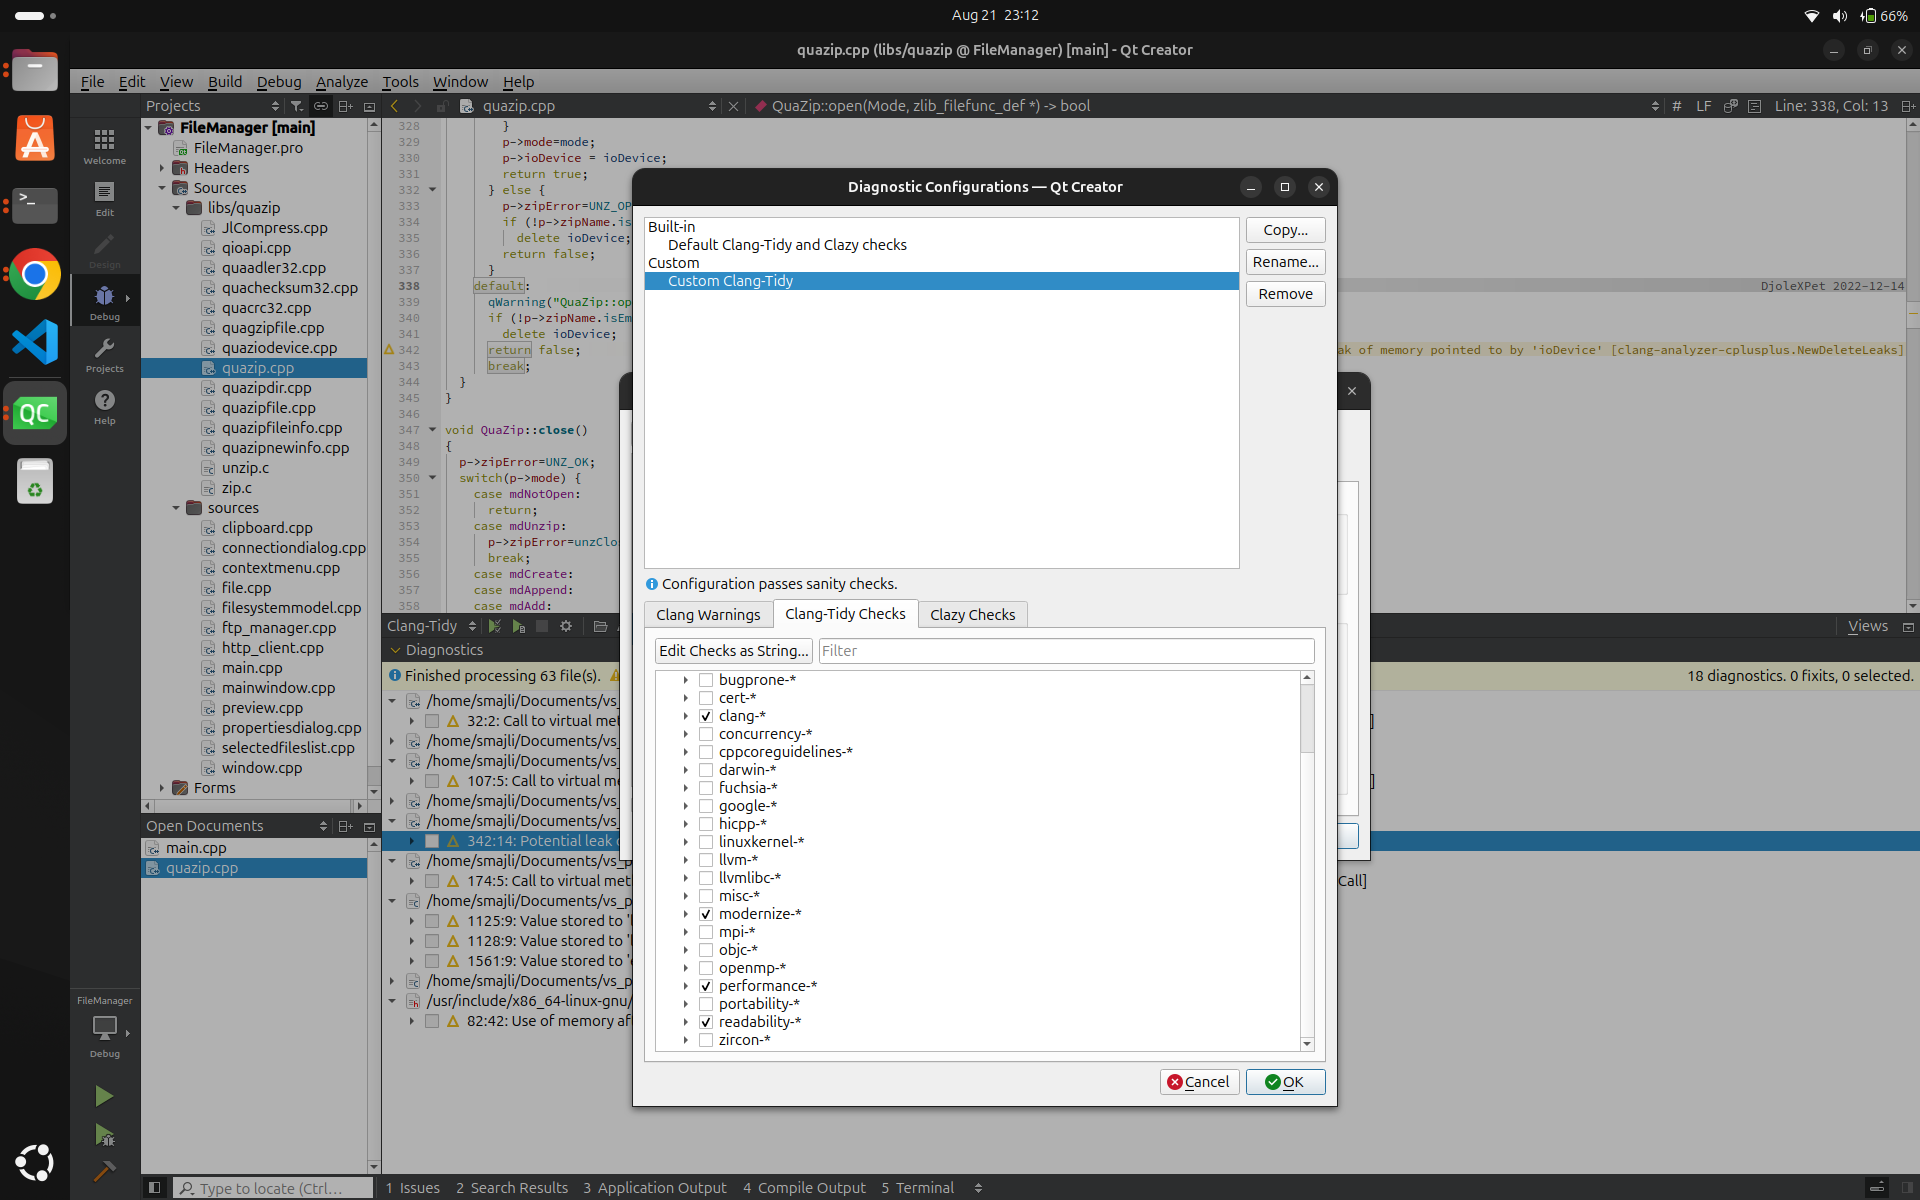 Aug 21 23:12
66%
quazip.cpp (libs/quazip @ FileManager) [main] - Qt Creator
File Edit View Build Debug Analyze Tools Window Help
Projects
quazip.cpp
QuaZip::open(Mode, zlib_filefunc_def *) -> bool
# LF
Line: 338, Col: 13
Welcome
Edit
Design
Debug
Projects
Help
FileManager
Debug
FileManager [main]
FileManager.pro
Headers
Sources
libs/quazip
JlCompress.cpp
qioapi.cpp
quaadler32.cpp
quachecksum32.cpp
quacrc32.cpp
quagzipfile.cpp
quaziodevice.cpp
quazip.cpp
quazipdir.cpp
quazipfile.cpp
quazipfileinfo.cpp
quazipnewinfo.cpp
unzip.c
zip.c
sources
clipboard.cpp
connectiondialog.cpp
contextmenu.cpp
file.cpp
filesystemmodel.cpp
ftp_manager.cpp
http_client.cpp
main.cpp
mainwindow.cpp
preview.cpp
propertiesdialog.cpp
selectedfileslist.cpp
window.cpp
Forms
Open Documents
main.cpp
quazip.cpp
328 }
329 p->mode=mode;
330 p->ioDevice = ioDevice;
331 return true;
332 } else {
333 p->zipError=UNZ_OP
334 if (!p->zipName.is
335 delete ioDevice;
336 return false;
337 }
338 default:
DjoleXPet 2022-12-14
339 qWarning("QuaZip::op
340 if (!p->zipName.isEm
341 delete ioDevice;
342 return false;
ak of memory pointed to by 'ioDevice' [clang-analyzer-cplusplus.NewDeleteLeaks]
343 break;
344 }
345 }
346
347 void QuaZip::close()
348 {
349 p->zipError=UNZ_OK;
350 switch(p->mode) {
351 case mdNotOpen:
352 return;
353 case mdUnzip:
354 p->zipError=unzClos
355 break;
356 case mdCreate:
357 case mdAppend:
358 case mdAdd:
Clang-Tidy
Views
Diagnostics
Finished processing 63 file(s).
18 diagnostics. 0 fixits, 0 selected.
/home/smajli/Documents/vs_
32:2: Call to virtual met
]
/home/smajli/Documents/vs_
/home/smajli/Documents/vs_
107:5: Call to virtual me
]
/home/smajli/Documents/vs_
/home/smajli/Documents/vs_
342:14: Potential leak
/home/smajli/Documents/vs_p
174:5: Call to virtual met
Call]
/home/smajli/Documents/vs_p
1125:9: Value stored to '
1128:9: Value stored to '
1561:9: Value stored to '
/home/smajli/Documents/vs_p
/usr/include/x86_64-linux-gnu/
82:42: Use of memory af
Diagnostic Configurations — Qt Creator
Built-in
Default Clang-Tidy and Clazy checks
Custom
Custom Clang-Tidy
Copy...
Rename...
Remove
Configuration passes sanity checks.
Clang Warnings
Clang-Tidy Checks
Clazy Checks
Edit Checks as String...
Filter
bugprone-*
cert-*
clang-*
concurrency-*
cppcoreguidelines-*
darwin-*
fuchsia-*
google-*
hicpp-*
linuxkernel-*
llvm-*
llvmlibc-*
misc-*
modernize-*
mpi-*
objc-*
openmp-*
performance-*
portability-*
readability-*
zircon-*
Cancel
OK
Type to locate (Ctrl...
1 Issues 2 Search Results 3 Application Output 4 Compile Output 5 Terminal
QC